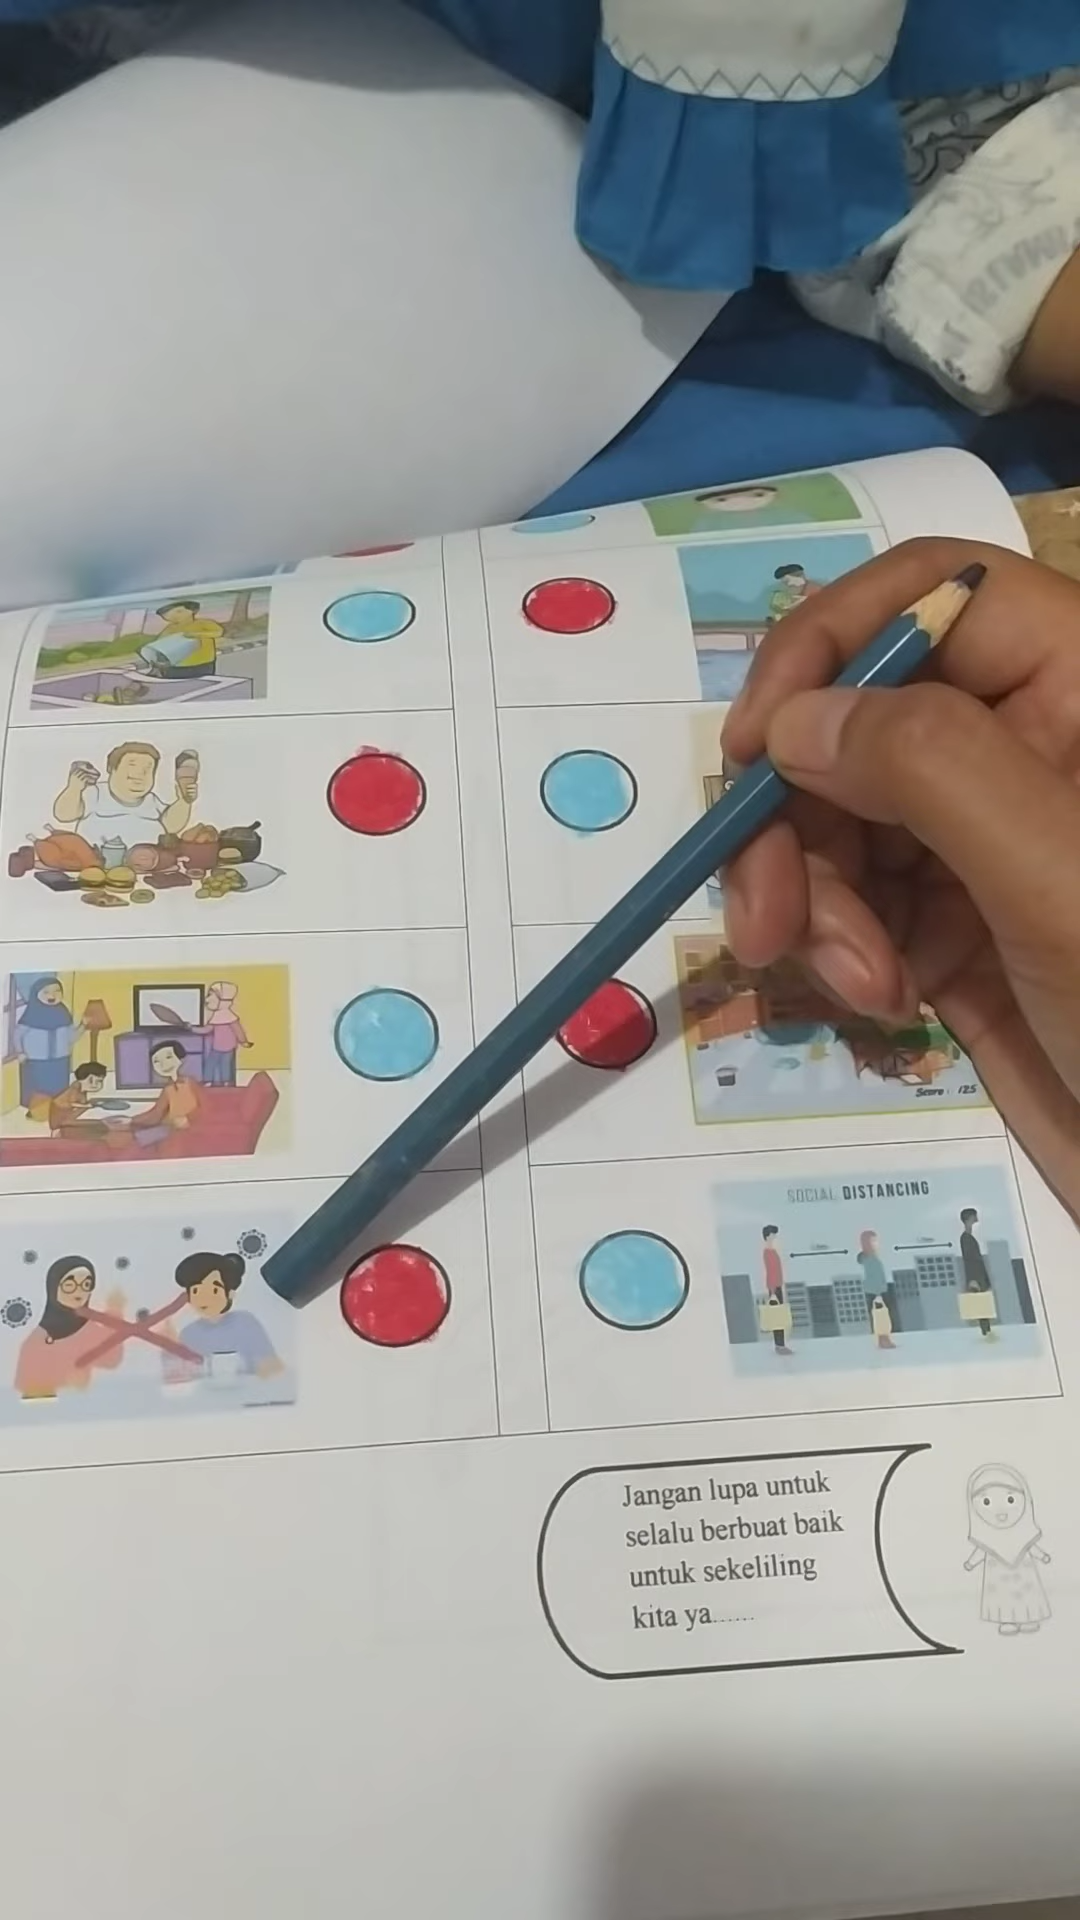 Score : 125
SOCIAL DISTANCING
Jangan lupa untuk
selalu berbuat baik
untuk sekeliling
kita ya......